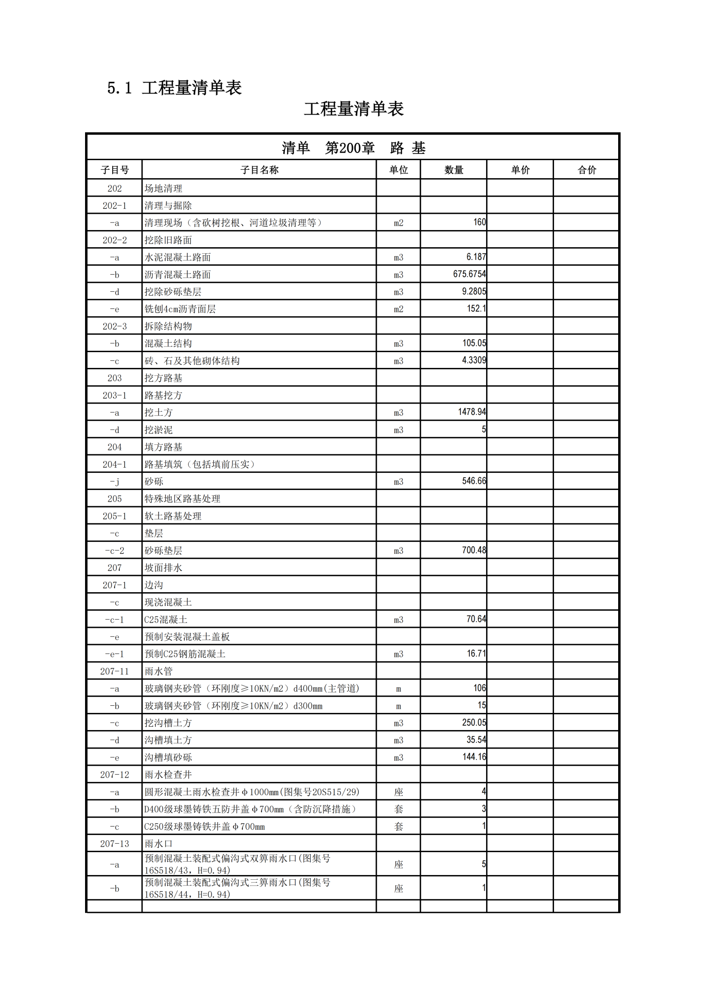 5.1 工程量清单表
工程量清单表
清单 第200章 路 基
子目号 子目名称 单位 数量 单价 合价
202 场地清理
202-1 清理与掘除
-a 清理现场（含砍树挖根、河道垃圾清理等） m2 160
202-2 挖除旧路面
-a 水泥混凝土路面 m3 6.187
-b 沥青混凝土路面 m3 675.6754
-d 挖除砂砾垫层 m3 9.2805
-e 铣刨4cm沥青面层 m2 152.1
202-3 拆除结构物
-b 混凝土结构 m3 105.05
-c 砖、石及其他砌体结构 m3 4.3309
203 挖方路基
203-1 路基挖方
-a 挖土方 m3 1478.94
-d 挖淤泥 m3 5
204 填方路基
204-1 路基填筑（包括填前压实）
-j 砂砾 m3 546.66
205 特殊地区路基处理
205-1 软土路基处理
-c 垫层
-c-2 砂砾垫层 m3 700.48
207 坡面排水
207-1 边沟
-c 现浇混凝土
-c-1 C25混凝土 m3 70.64
-e 预制安装混凝土盖板
-e-1 预制C25钢筋混凝土 m3 16.71
207-11 雨水管
-a 玻璃钢夹砂管（环刚度≥10KN/m2）d400mm(主管道) m 106
-b 玻璃钢夹砂管（环刚度≥10KN/m2）d300mm m 15
-c 挖沟槽土方 m3 250.05
-d 沟槽填土方 m3 35.54
-e 沟槽填砂砾 m3 144.16
207-12 雨水检查井
-a 圆形混凝土雨水检查井φ1000mm(图集号20S515/29) 座 4
-b D400级球墨铸铁五防井盖φ700mm（含防沉降措施） 套 3
-c C250级球墨铸铁井盖φ700mm 套 1
207-13 雨水口
-a 预制混凝土装配式偏沟式双箅雨水口(图集号
16S518/43，H=0.94) 座 5
-b 预制混凝土装配式偏沟式三箅雨水口(图集号
16S518/44，H=0.94) 座 1